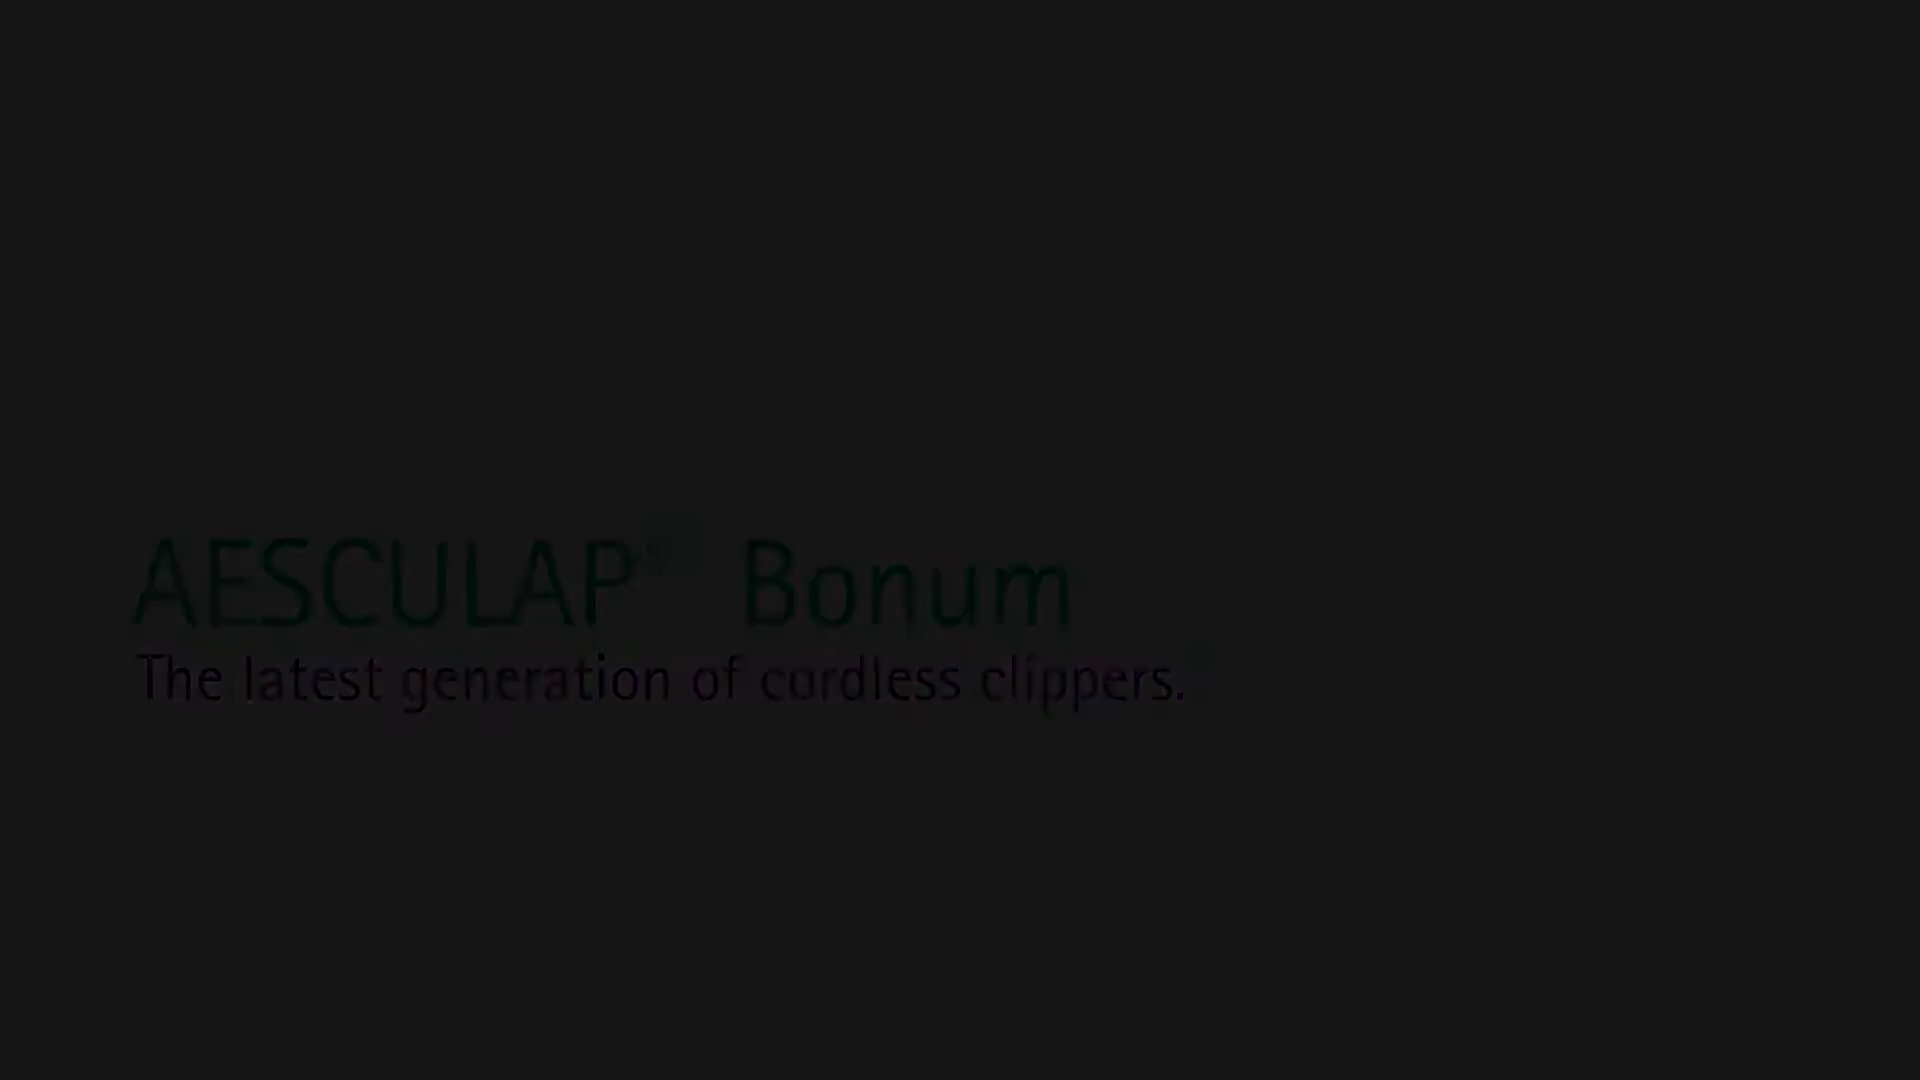 AESCULAP® Bonum
The latest generation of cordless clippers.